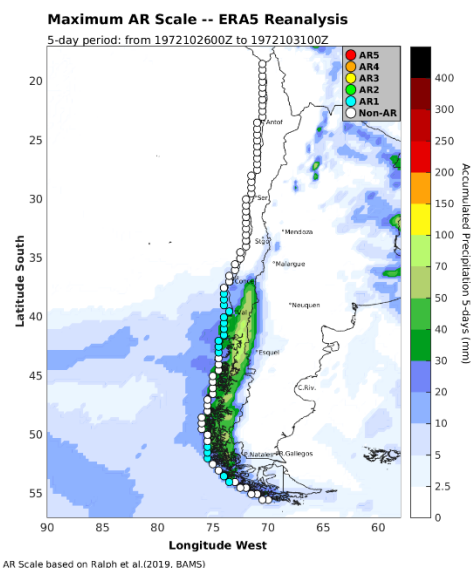 Maximum AR Scale -- ERA5 Reanalysis
5-day period: from 1972102600Z to 1972103100Z
AR5
AR4
AR3
AR2
AR1
Non-AR
Latitude South
20
25
30
35
40
45
50
55
Antof
Ser
Stgo
Mendoza
Malargue
Conc
Val
Neuquen
Esquel
C.Riv.
P.Natales
R.Gallegos
90
85
80
75
70
65
60
Longitude West
400
300
250
200
150
100
70
50
40
30
20
10
5
2.5
0
Accumulated Precipitation 5-days (mm)
AR Scale based on Ralph et al.(2019, BAMS)